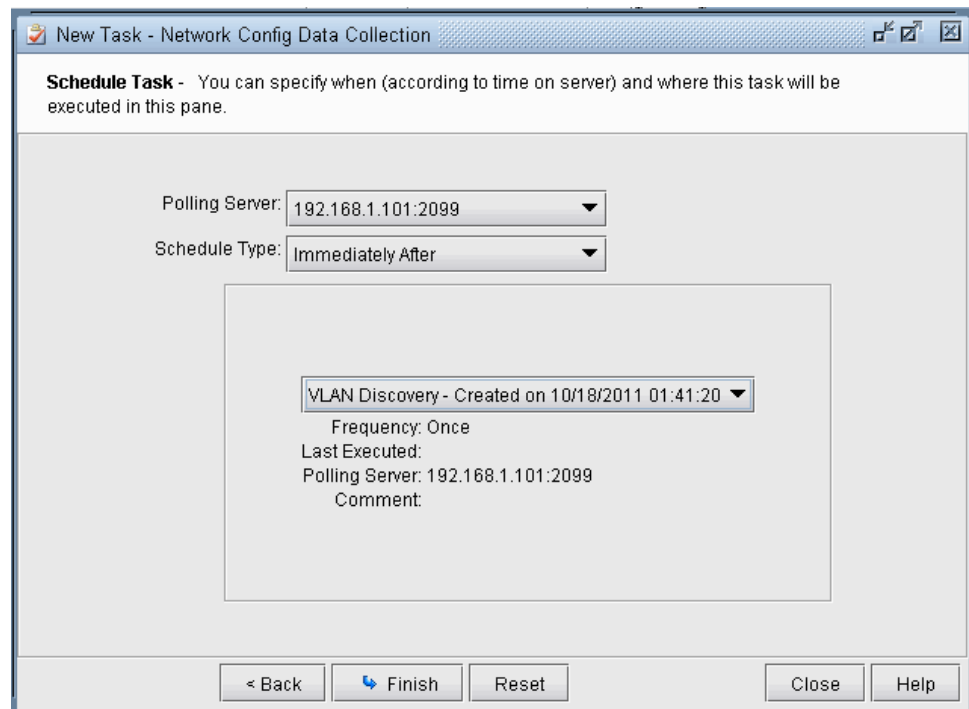 New Task - Network Config Data Collection
Schedule Task - You can specify when (according to time on server) and where this task will be
executed in this pane.
Polling Server: 192.168.1.101:2099
Schedule Type: Immediately After
VLAN Discovery - Created on 10/18/2011 01:41:20
Frequency: Once
Last Executed:
Polling Server: 192.168.1.101:2099
Comment:
< Back Finish Reset Close Help